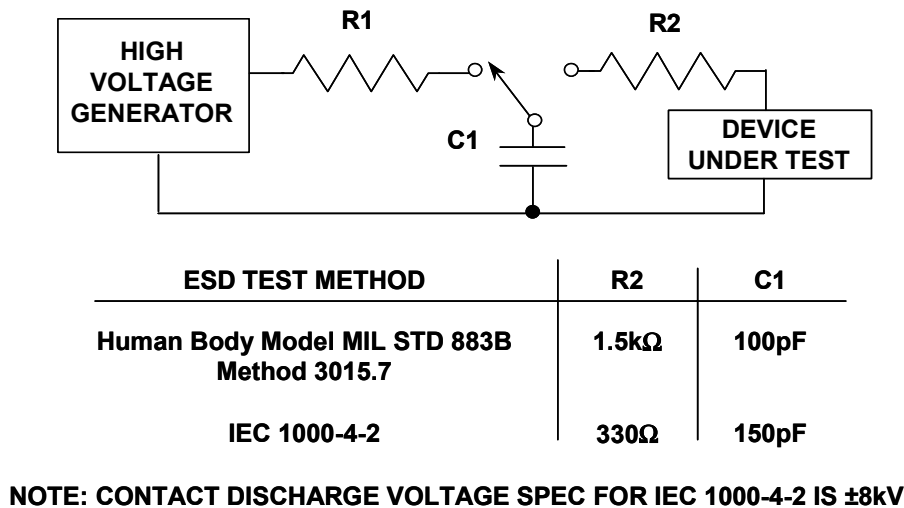 R1
R2
HIGH
VOLTAGE
GENERATOR
C1
DEVICE
UNDER TEST
ESD TEST METHOD R2 C1
Human Body Model MIL STD 883B 1.5kΩ 100pF
Method 3015.7
IEC 1000-4-2 330Ω 150pF
NOTE: CONTACT DISCHARGE VOLTAGE SPEC FOR IEC 1000-4-2 IS ±8kV